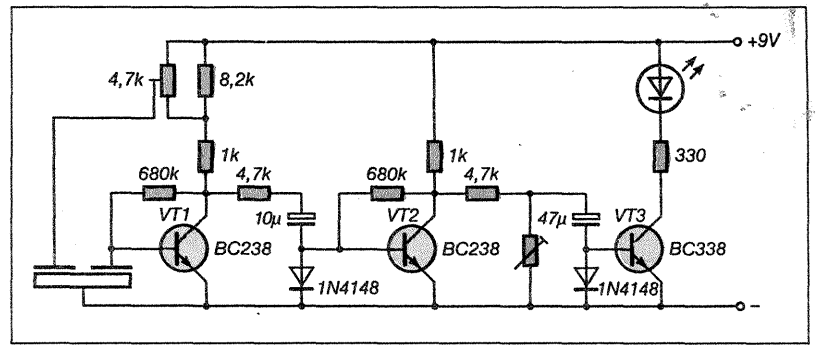 +9V
4,7k
8,2k
1k
1k
330
680k
4,7k
680k
4,7k
VT1
10µ
VT2
47µ
VT3
BC238
BC238
BC338
1N4148
1N4148
–